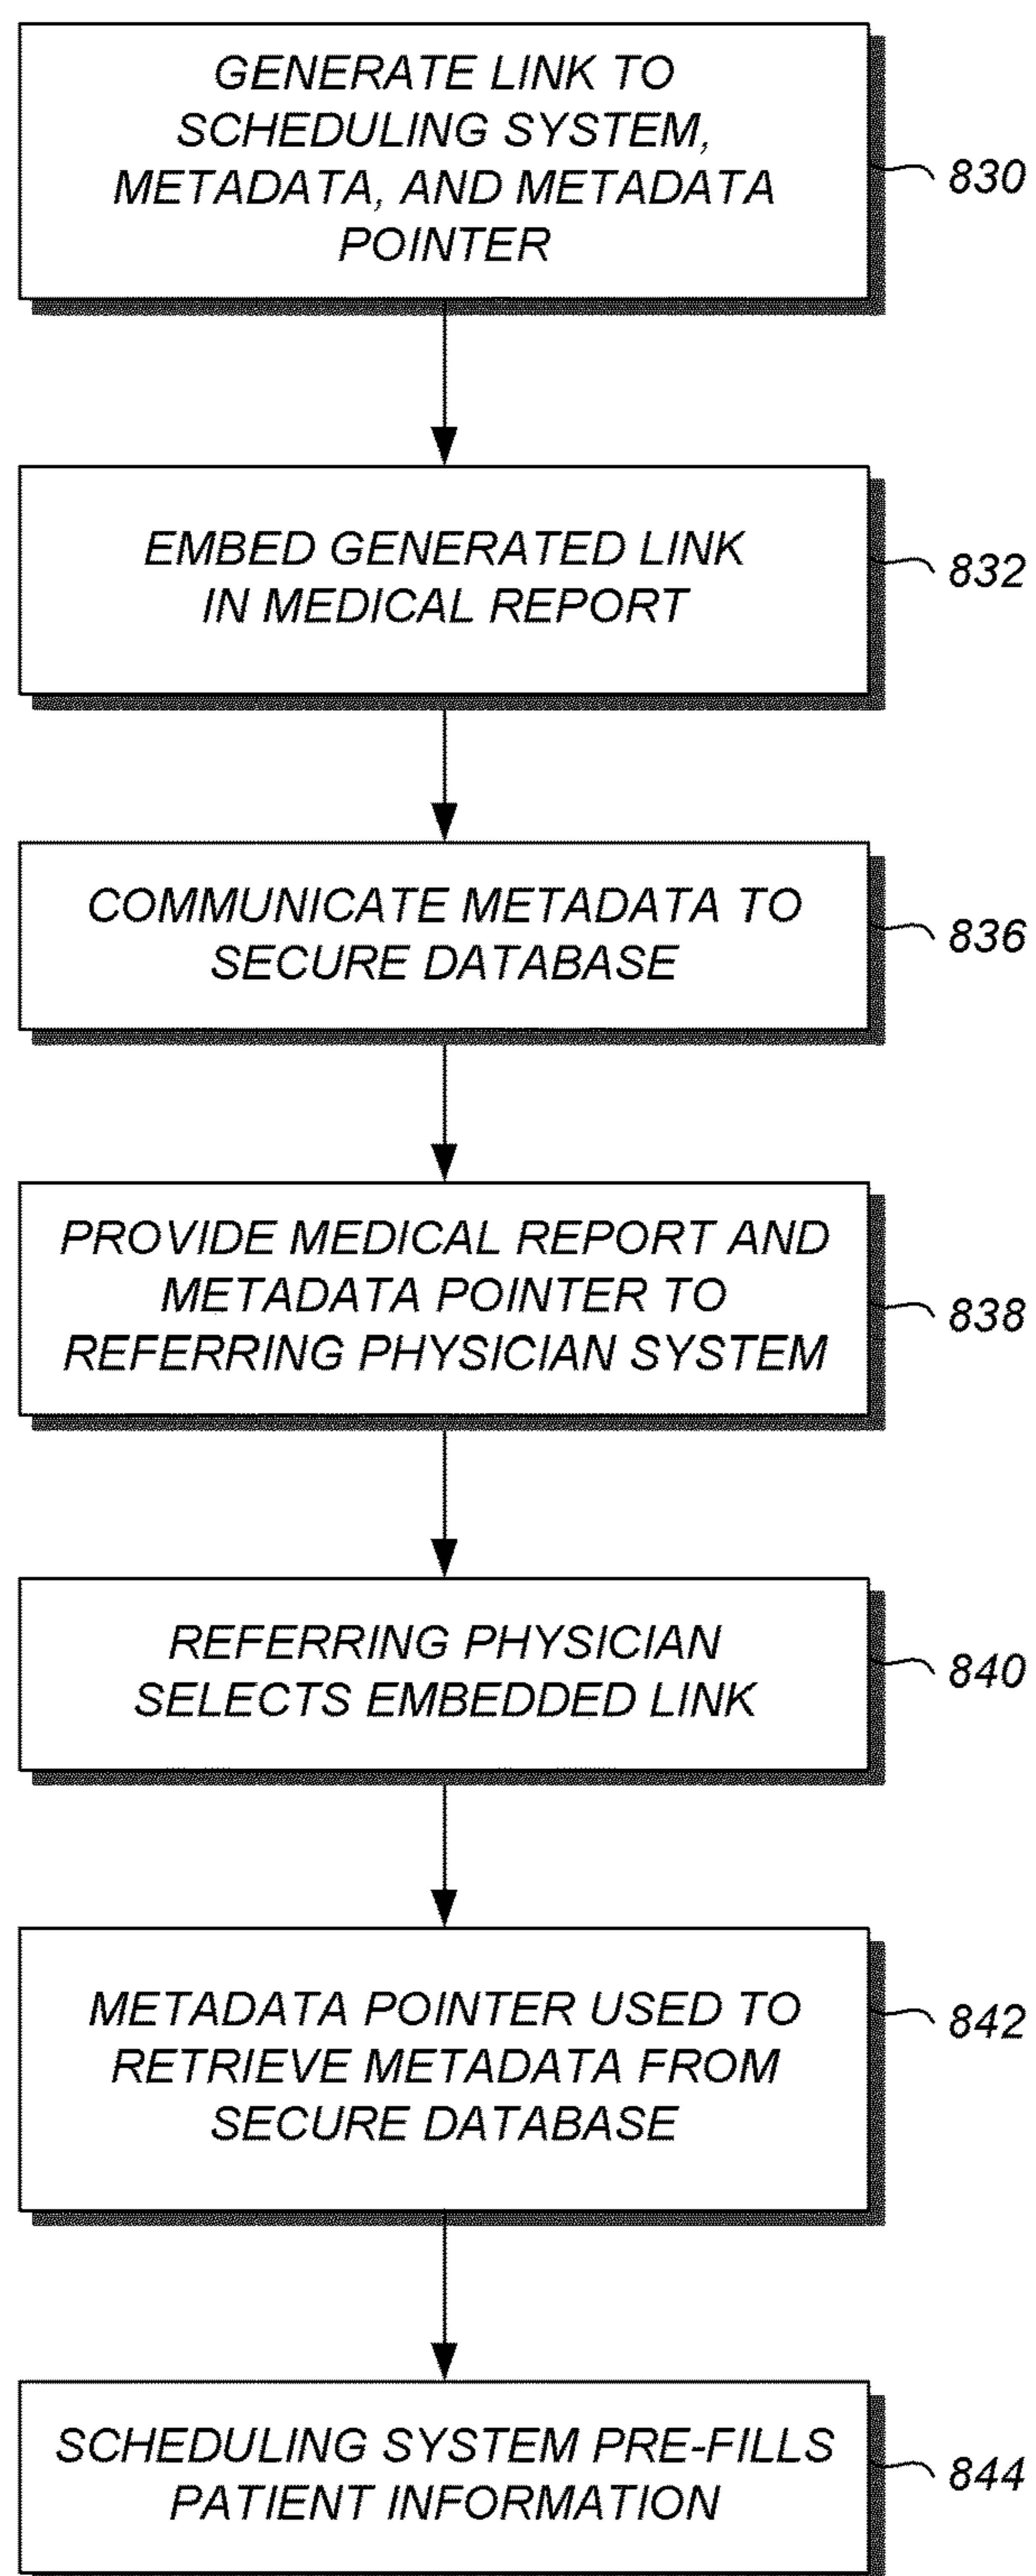 GENERATE LINK TO
SCHEDULING SYSTEM,
METADATA, AND METADATA
POINTER
830
EMBED GENERATED LINK
IN MEDICAL REPORT
832
COMMUNICATE METADATA TO
SECURE DATABASE
836
PROVIDE MEDICAL REPORT AND
METADATA POINTER TO
REFERRING PHYSICIAN SYSTEM
838
REFERRING PHYSICIAN
SELECTS EMBEDDED LINK
840
METADATA POINTER USED TO
RETRIEVE METADATA FROM
SECURE DATABASE
842
SCHEDULING SYSTEM PRE-FILLS
PATIENT INFORMATION
844